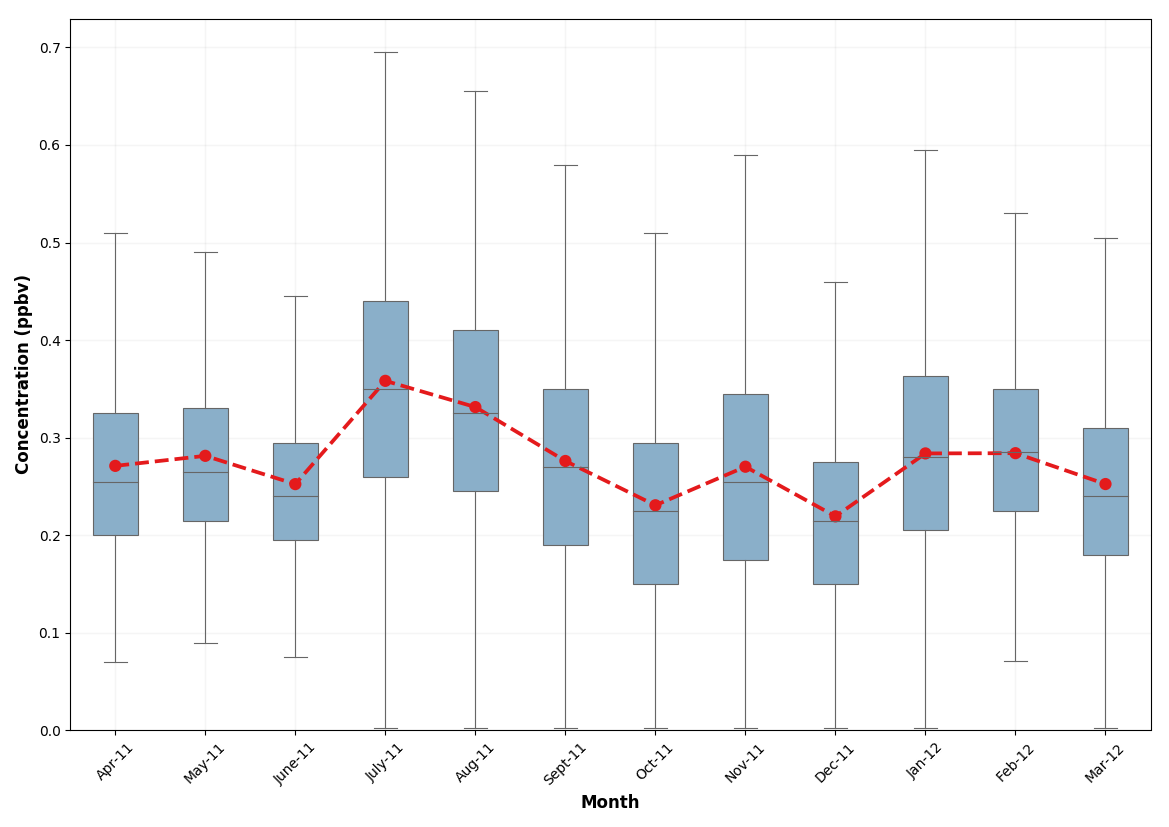 0.7
0.6
0.5
0.4
0.3
0.2
0.1
0.0
Concentration (ppbv)
Apr-11
May-11
June-11
July-11
Aug-11
Sept-11
Oct-11
Nov-11
Dec-11
Jan-12
Feb-12
Mar-12
Month